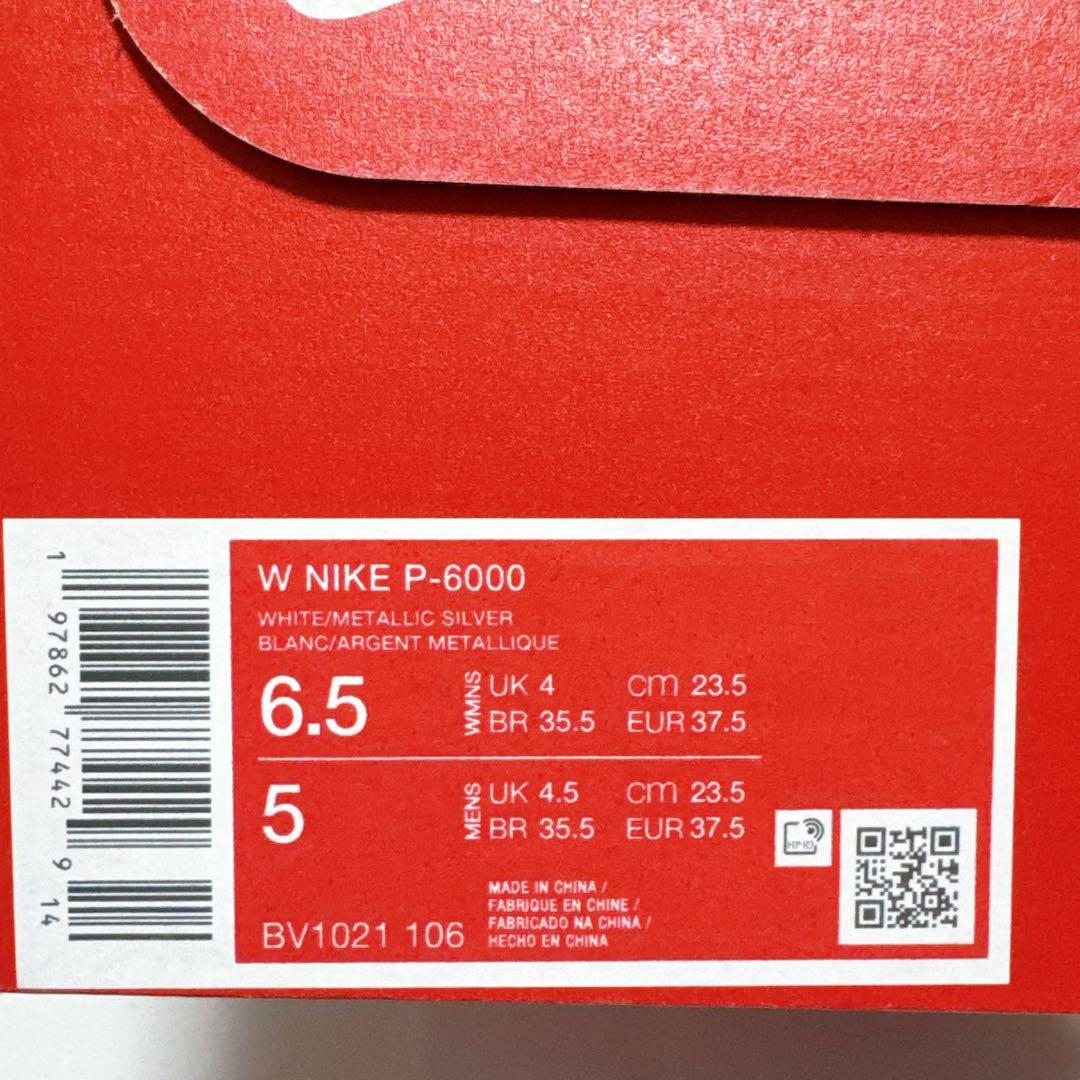 W NIKE P-6000
WHITE/METALLIC SILVER
BLANC/ARGENT METALLIQUE
6.5 WMNS UK 4 cm 23.5
BR 35.5 EUR 37.5
5 MENS UK 4.5 cm 23.5
BR 35.5 EUR 37.5
BV1021 106
MADE IN CHINA /
FABRIQUE EN CHINE /
FABRICADO NA CHINA /
HECHO EN CHINA
1 97862 77442 9 14